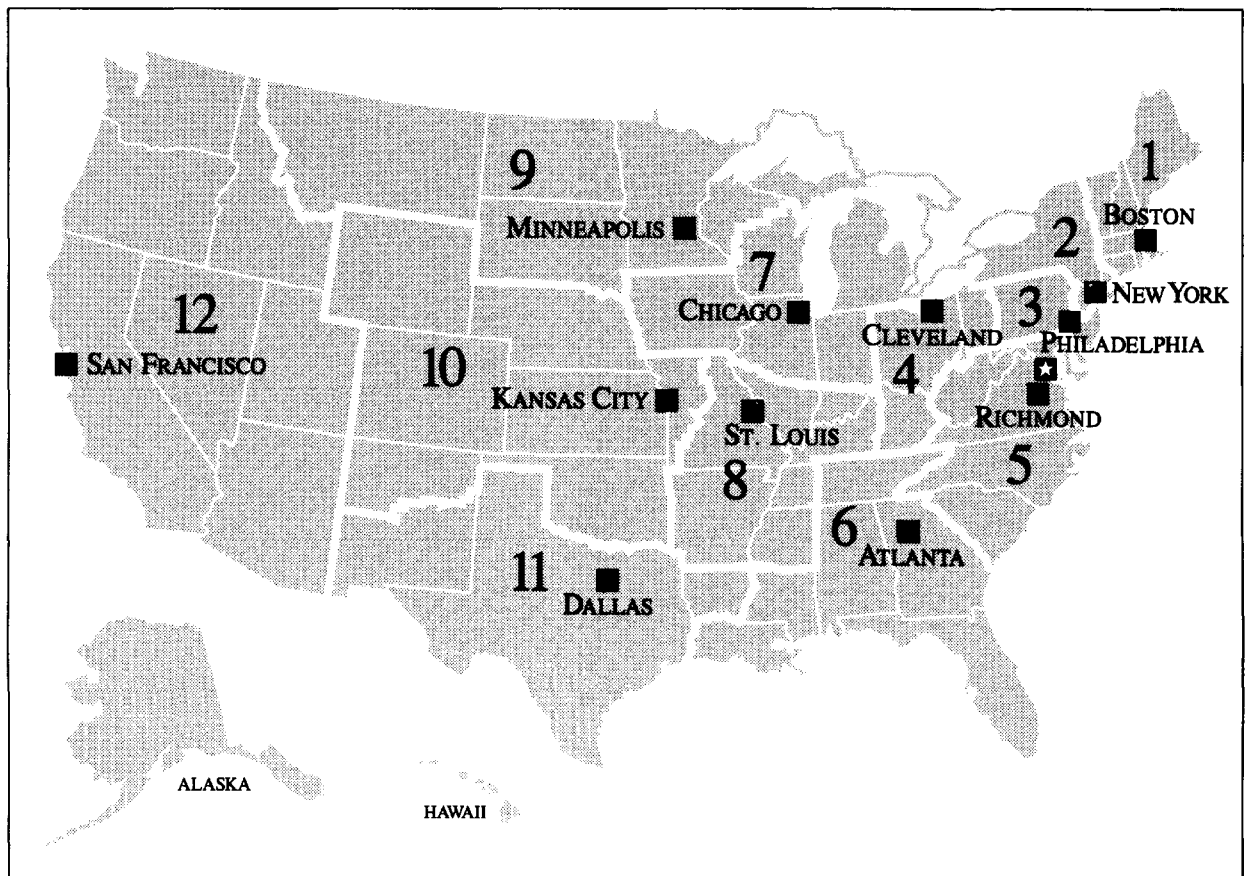 1
BOSTON
2
NEW YORK
3
PHILADELPHIA
9
MINNEAPOLIS
7
CHICAGO
CLEVELAND
4
12
SAN FRANCISCO
10
KANSAS CITY
ST. LOUIS
8
RICHMOND
5
6
ATLANTA
11
DALLAS
ALASKA
HAWAII